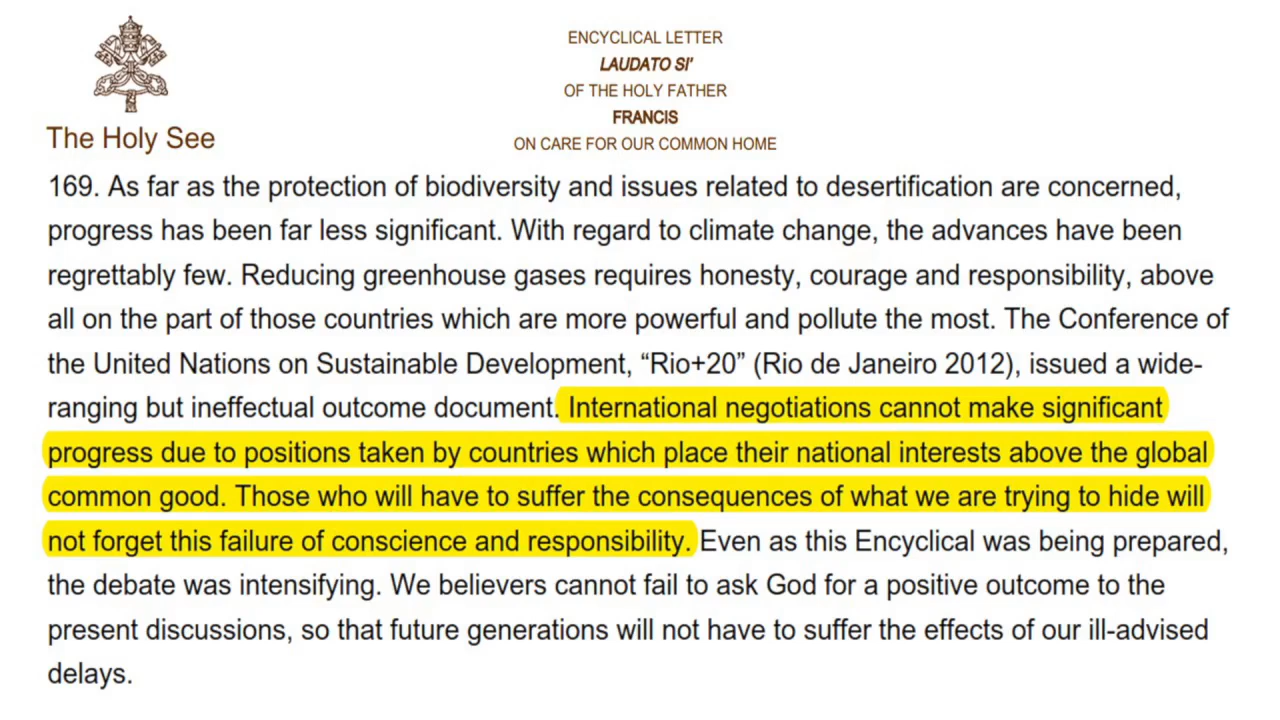 The Holy See
ENCYCLICAL LETTER
LAUDATO SI'
OF THE HOLY FATHER
FRANCIS
ON CARE FOR OUR COMMON HOME
169. As far as the protection of biodiversity and issues related to desertification are concerned,
progress has been far less significant. With regard to climate change, the advances have been
regrettably few. Reducing greenhouse gases requires honesty, courage and responsibility, above
all on the part of those countries which are more powerful and pollute the most. The Conference of
the United Nations on Sustainable Development, “Rio+20” (Rio de Janeiro 2012), issued a wide-
ranging but ineffectual outcome document. International negotiations cannot make significant
progress due to positions taken by countries which place their national interests above the global
common good. Those who will have to suffer the consequences of what we are trying to hide will
not forget this failure of conscience and responsibility. Even as this Encyclical was being prepared,
the debate was intensifying. We believers cannot fail to ask God for a positive outcome to the
present discussions, so that future generations will not have to suffer the effects of our ill-advised
delays.